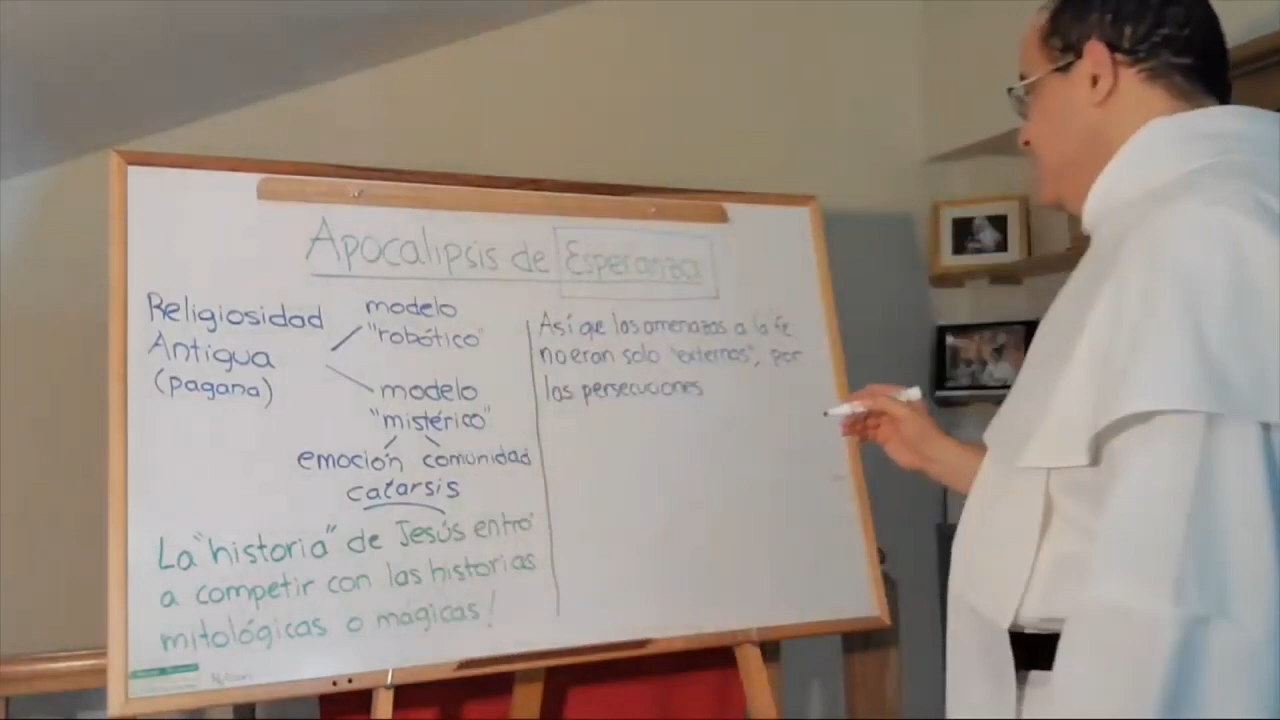 Apocalipsis de Esperanza
Religiosidad
Antigua
(pagana)
modelo
"robótico"
modelo
"mistérico"
emoción comunidad
catarsis
La "historia" de Jesús entró
a competir con las historias
mitológicas o mágicas!
Así que las amenazas a la fe
no eran solo "externas", por
las persecuciones